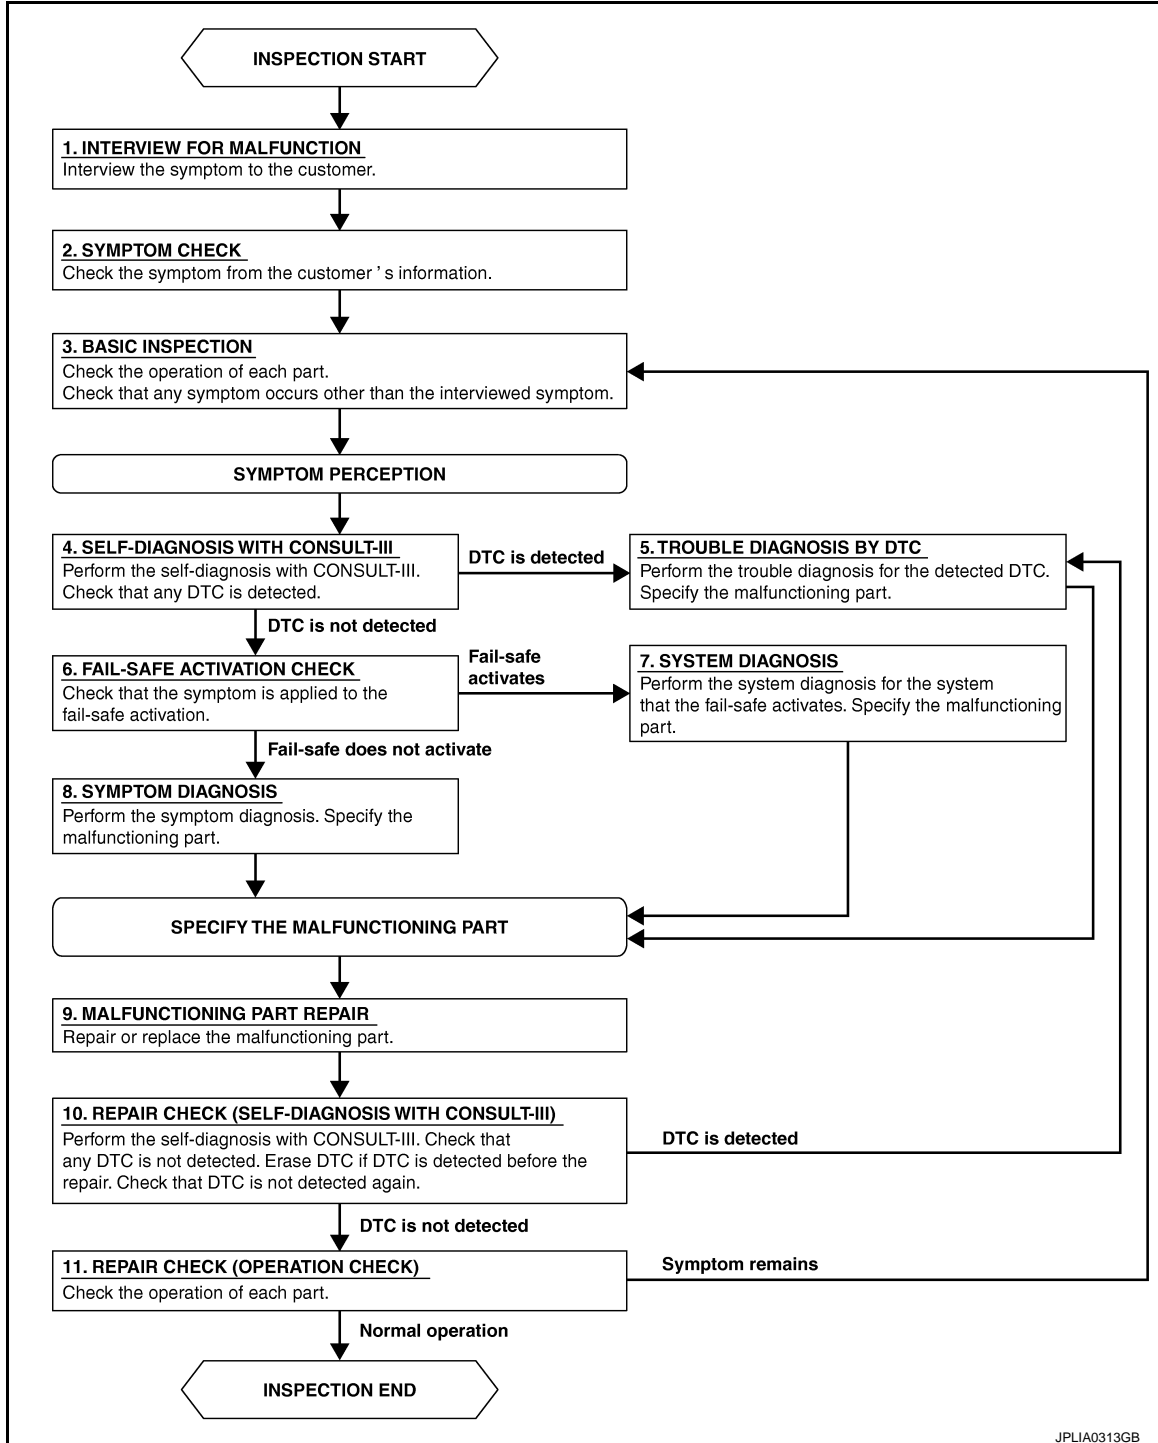 INSPECTION START
1. INTERVIEW FOR MALFUNCTION
Interview the symptom to the customer.
2. SYMPTOM CHECK
Check the symptom from the customer ’ s information.
3. BASIC INSPECTION
Check the operation of each part.
Check that any symptom occurs other than the interviewed symptom.
SYMPTOM PERCEPTION
4. SELF-DIAGNOSIS WITH CONSULT-III
Perform the self-diagnosis with CONSULT-III.
Check that any DTC is detected.
DTC is detected
5. TROUBLE DIAGNOSIS BY DTC
Perform the trouble diagnosis for the detected DTC.
Specify the malfunctioning part.
DTC is not detected
6. FAIL-SAFE ACTIVATION CHECK
Check that the symptom is applied to the
fail-safe activation.
Fail-safe
activates
7. SYSTEM DIAGNOSIS
Perform the system diagnosis for the system
that the fail-safe activates. Specify the malfunctioning
part.
Fail-safe does not activate
8. SYMPTOM DIAGNOSIS
Perform the symptom diagnosis. Specify the
malfunctioning part.
SPECIFY THE MALFUNCTIONING PART
9. MALFUNCTIONING PART REPAIR
Repair or replace the malfunctioning part.
10. REPAIR CHECK (SELF-DIAGNOSIS WITH CONSULT-III)
Perform the self-diagnosis with CONSULT-III. Check that
any DTC is not detected. Erase DTC if DTC is detected before the
repair. Check that DTC is not detected again.
DTC is detected
DTC is not detected
11. REPAIR CHECK (OPERATION CHECK)
Check the operation of each part.
Symptom remains
Normal operation
INSPECTION END
JPLIA0313GB